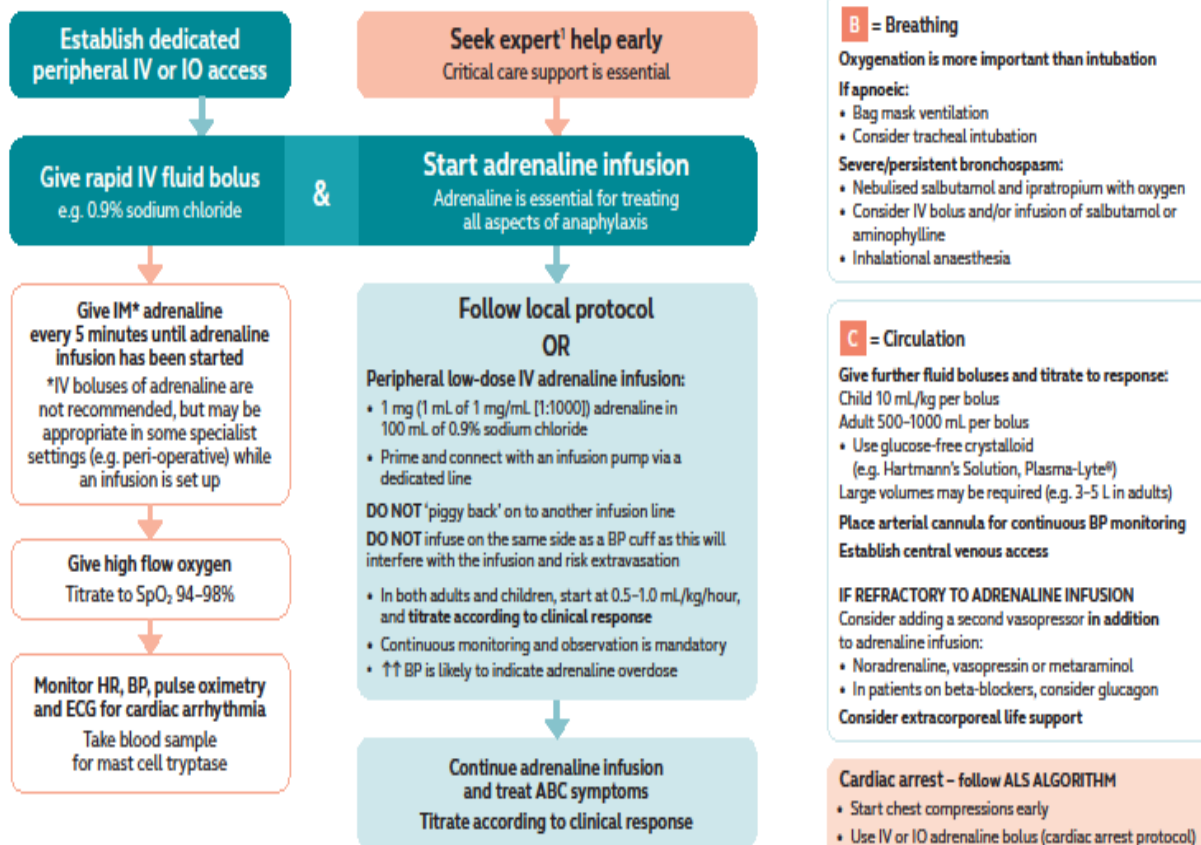 Establish dedicated
peripheral IV or IO access
Seek expert¹ help early
Critical care support is essential
Give rapid IV fluid bolus
e.g. 0.9% sodium chloride
&
Start adrenaline infusion
Adrenaline is essential for treating
all aspects of anaphylaxis
Give IM* adrenaline
every 5 minutes until adrenaline
infusion has been started
*IV boluses of adrenaline are
not recommended, but may be
appropriate in some specialist
settings (e.g. peri-operative) while
an infusion is set up
Give high flow oxygen
Titrate to SpO₂ 94–98%
Monitor HR, BP, pulse oximetry
and ECG for cardiac arrhythmia
Take blood sample
for mast cell tryptase
Follow local protocol
OR
Peripheral low-dose IV adrenaline infusion:
• 1 mg (1 mL of 1 mg/mL [1:1000]) adrenaline in
100 mL of 0.9% sodium chloride
• Prime and connect with an infusion pump via a
dedicated line
DO NOT 'piggy back' on to another infusion line
DO NOT infuse on the same side as a BP cuff as this will
interfere with the infusion and risk extravasation
• In both adults and children, start at 0.5–1.0 mL/kg/hour,
and titrate according to clinical response
• Continuous monitoring and observation is mandatory
• ↑↑ BP is likely to indicate adrenaline overdose
Continue adrenaline infusion
and treat ABC symptoms
Titrate according to clinical response
B = Breathing
Oxygenation is more important than intubation
If apnoeic:
• Bag mask ventilation
• Consider tracheal intubation
Severe/persistent bronchospasm:
• Nebulised salbutamol and ipratropium with oxygen
• Consider IV bolus and/or infusion of salbutamol or
aminophylline
• Inhalational anaesthesia
C = Circulation
Give further fluid boluses and titrate to response:
Child 10 mL/kg per bolus
Adult 500–1000 mL per bolus
• Use glucose-free crystalloid
(e.g. Hartmann's Solution, Plasma-Lyte®)
Large volumes may be required (e.g. 3–5 L in adults)
Place arterial cannula for continuous BP monitoring
Establish central venous access
IF REFRACTORY TO ADRENALINE INFUSION
Consider adding a second vasopressor in addition
to adrenaline infusion:
• Noradrenaline, vasopressin or metaraminol
• In patients on beta-blockers, consider glucagon
Consider extracorporeal life support
Cardiac arrest – follow ALS ALGORITHM
• Start chest compressions early
• Use IV or IO adrenaline bolus (cardiac arrest protocol)